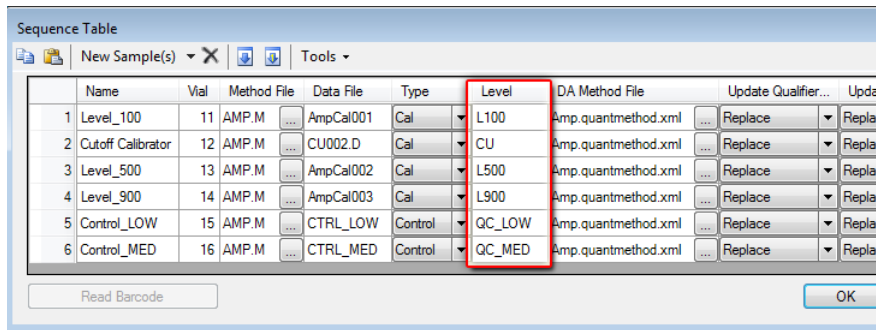 Sequence Table
New Sample(s) Tools
Name Vial Method File Data File Type Level DA Method File Update Qualifier... Upda
1 Level_100 11 AMP.M ... AmpCal001 Cal L100 Amp.quantmethod.xml ... Replace Repla
2 Cutoff Calibrator 12 AMP.M ... CU002.D Cal CU Amp.quantmethod.xml ... Replace Repla
3 Level_500 13 AMP.M ... AmpCal002 Cal L500 Amp.quantmethod.xml ... Replace Repla
4 Level_900 14 AMP.M ... AmpCal003 Cal L900 Amp.quantmethod.xml ... Replace Repla
5 Control_LOW 15 AMP.M ... CTRL_LOW Control QC_LOW Amp.quantmethod.xml ... Replace Repla
6 Control_MED 16 AMP.M ... CTRL_MED Control QC_MED Amp.quantmethod.xml ... Replace Repla
Read Barcode OK